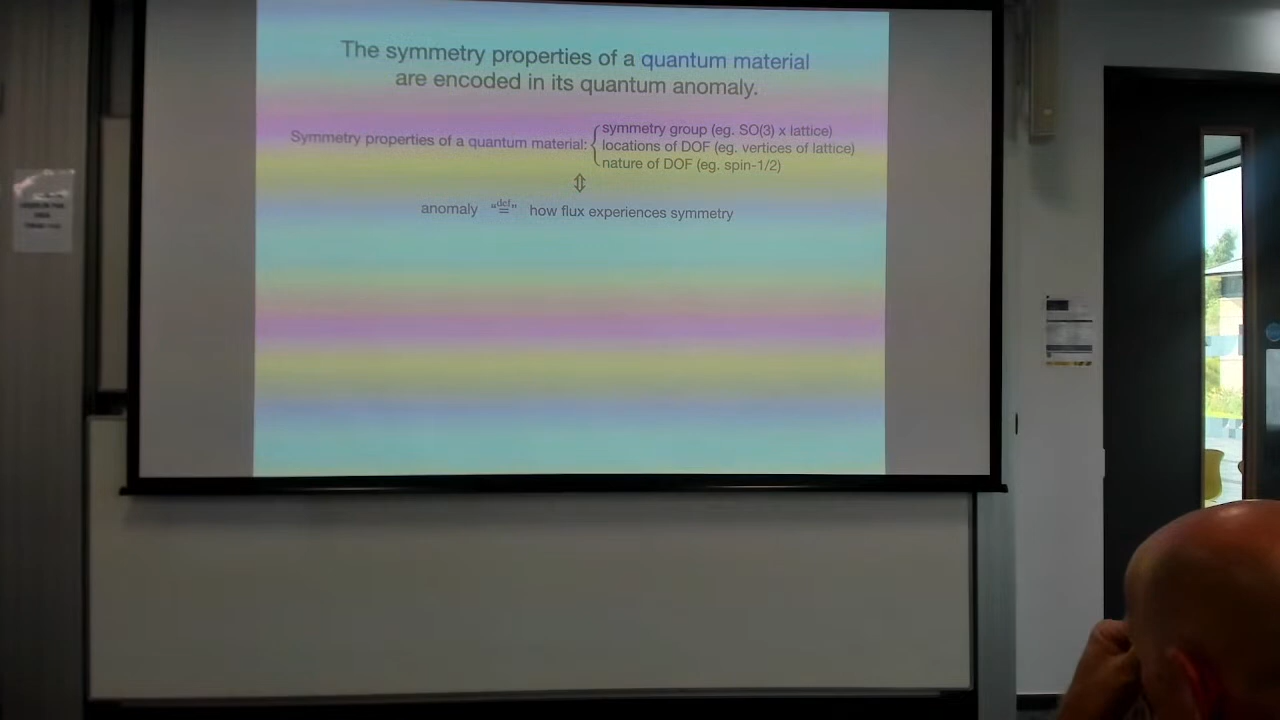 The symmetry properties of a quantum material
are encoded in its quantum anomaly.
Symmetry properties of a quantum material:
symmetry group (eg. SO(3) x lattice)
locations of DOF (eg. vertices of lattice)
nature of DOF (eg. spin-1/2)
⇕
anomaly "def=" how flux experiences symmetry